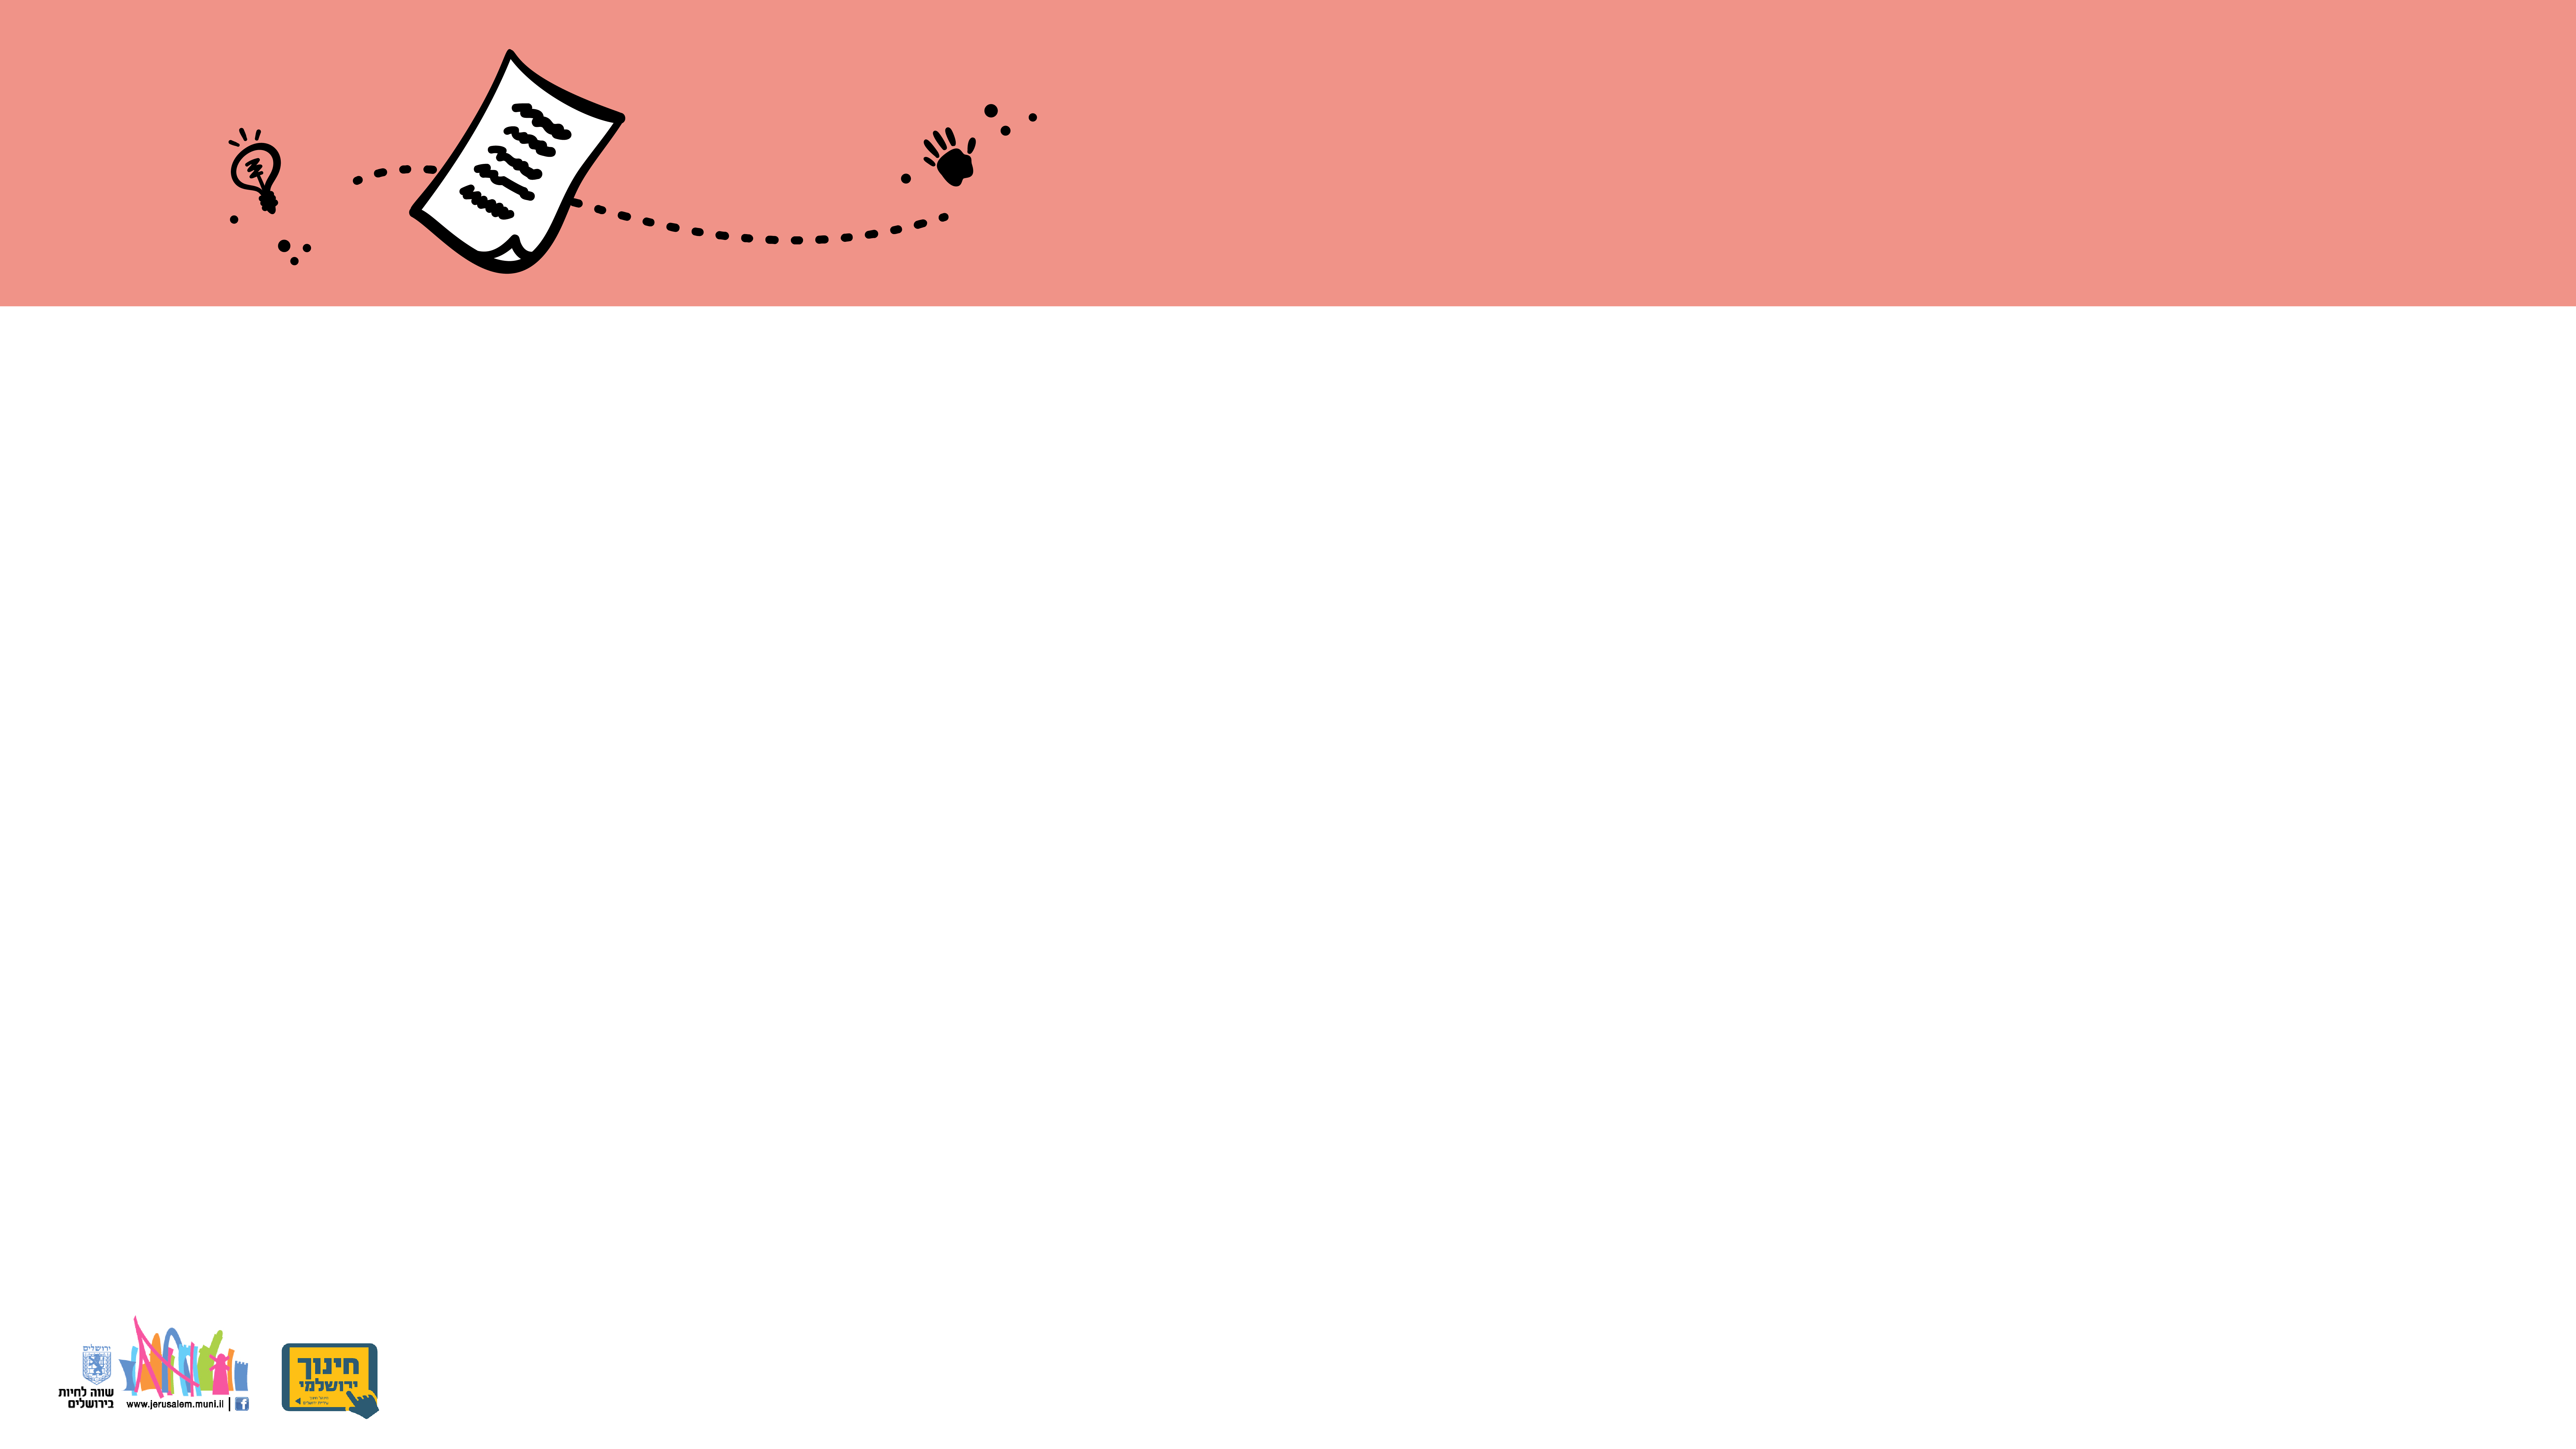 ירושלים
שווה לחיות
בירושלים
www.jerusalem.muni.il | f
חינוך
ירושלמי